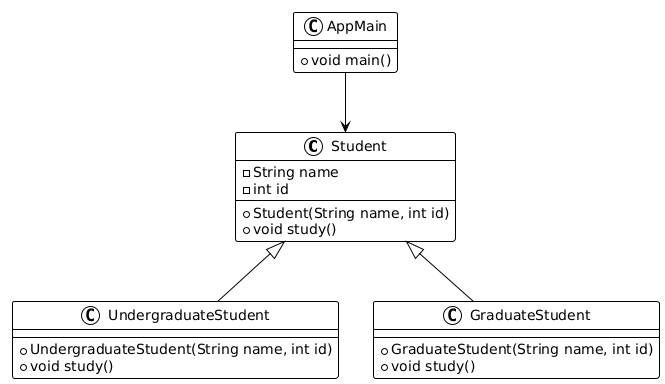 C AppMain
void main()
C Student
String name
int id
Student(String name, int id)
void study()
C UndergraduateStudent
UndergraduateStudent(String name, int id)
void study()
C GraduateStudent
GraduateStudent(String name, int id)
void study()